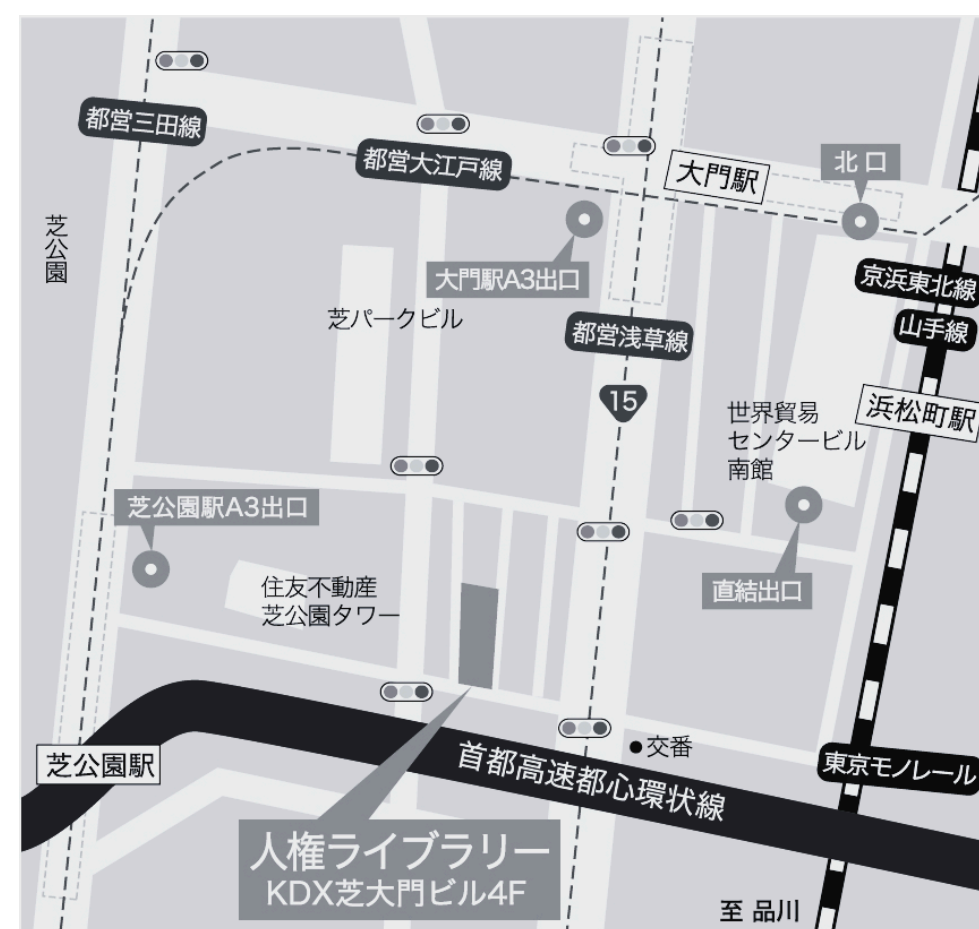 都営三田線
都営大江戸線
大門駅
北口
芝公園
大門駅A3出口
京浜東北線
山手線
芝パークビル
都営浅草線
15
浜松町駅
世界貿易
センタービル
南館
芝公園駅A3出口
住友不動産
芝公園タワー
直結出口
芝公園駅
交番
首都高速都心環状線
東京モノレール
人権ライブラリー
KDX芝大門ビル4F
至 品川